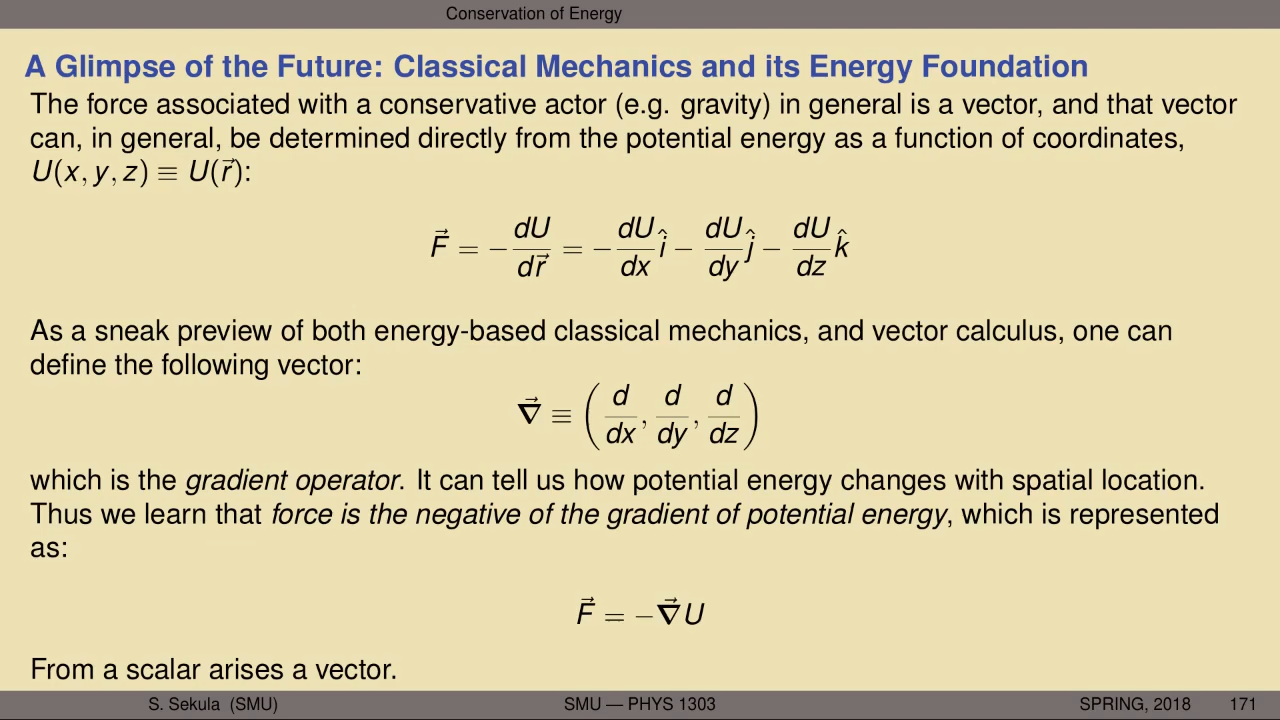 Conservation of Energy
A Glimpse of the Future: Classical Mechanics and its Energy Foundation
The force associated with a conservative actor (e.g. gravity) in general is a vector, and that vector
can, in general, be determined directly from the potential energy as a function of coordinates,
U(x, y, z) ≡ U(r⃗):
F⃗ = −dU/dr⃗ = −dU/dx î − dU/dy ĵ − dU/dz k̂
As a sneak preview of both energy-based classical mechanics, and vector calculus, one can
define the following vector:
∇⃗ ≡ (d/dx, d/dy, d/dz)
which is the gradient operator. It can tell us how potential energy changes with spatial location.
Thus we learn that force is the negative of the gradient of potential energy, which is represented
as:
F⃗ = −∇⃗U
From a scalar arises a vector.
S. Sekula (SMU) SMU — PHYS 1303 SPRING, 2018 171